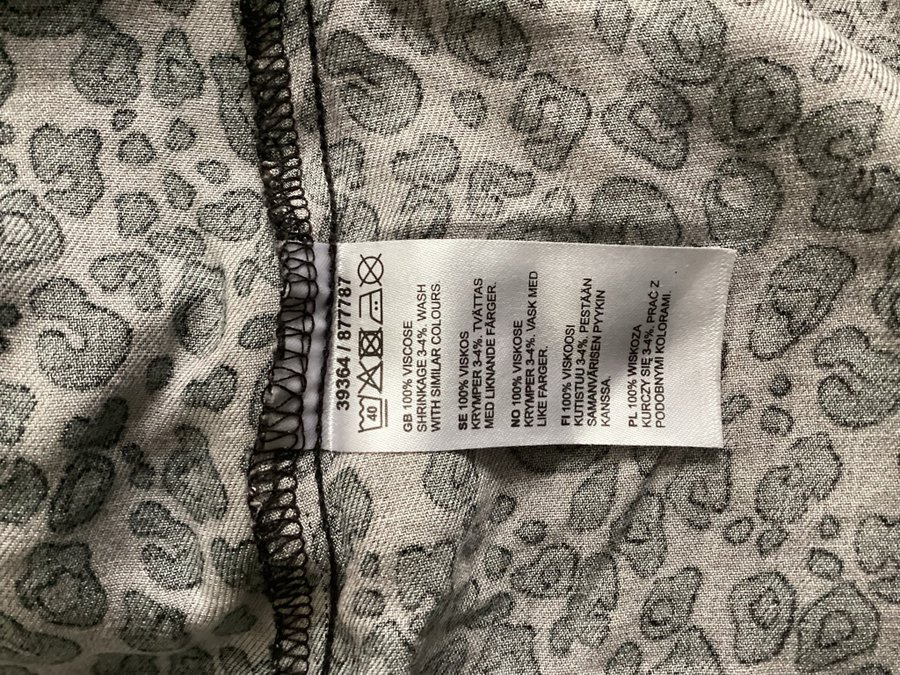 39364 / 877787
40
GB 100% VISCOSE
SHRINKAGE 3-4%. WASH
WITH SIMILAR COLOURS.
SE 100% VISKOS
KRYMPER 3-4%. TVÄTTAS
MED LIKNANDE FÄRGER.
NO 100% VISKOSE
KRYMPER 3-4%. VASK MED
LIKE FARGER.
FI 100% VISKOOSI
KUTISTUU 3-4%. PESTÄÄN
SAMANVÄRISEN PYYKIN
KANSSA.
PL 100% WISKOZA
KURCZY SIĘ 3-4%. PRAĆ Z
PODOBNYMI KOLORAMI.